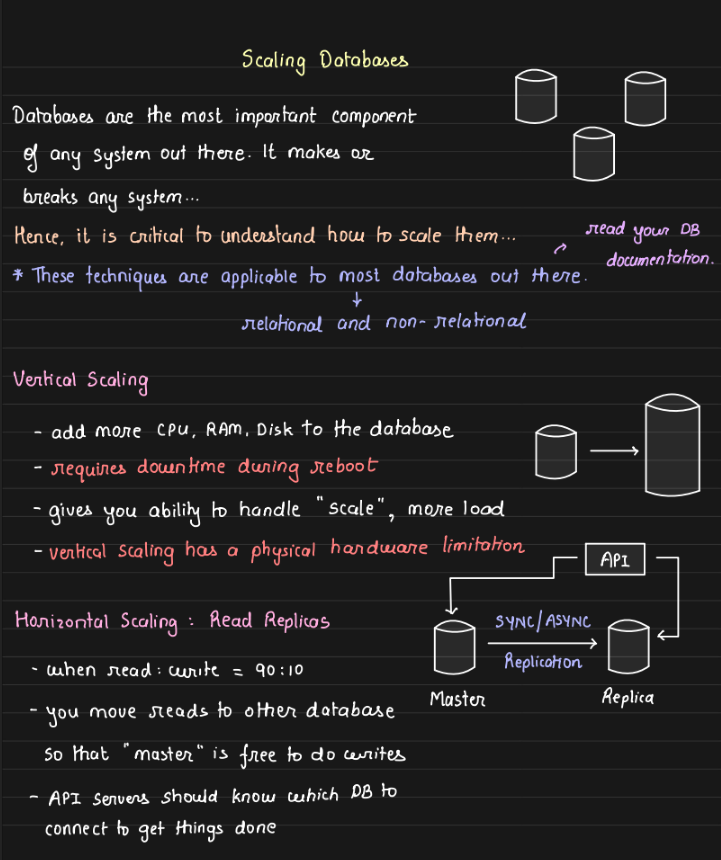 Scaling Databases
Databases are the most important component
of any system out there. It makes or
breaks any system...
Hence, it is critical to understand how to scale them...
read your DB
documentation.
* These techniques are applicable to most databases out there.
relational and non-relational
Vertical Scaling
- add more CPU, RAM, Disk to the database
- requires downtime during reboot
- gives you ability to handle "scale", more load
- vertical scaling has a physical hardware limitation
API
Horizontal Scaling : Read Replicas
SYNC/ASYNC
Replication
Master
Replica
- when read : write = 90:10
- you move reads to other database
so that "master" is free to do writes
- API servers should know which DB to
connect to get things done